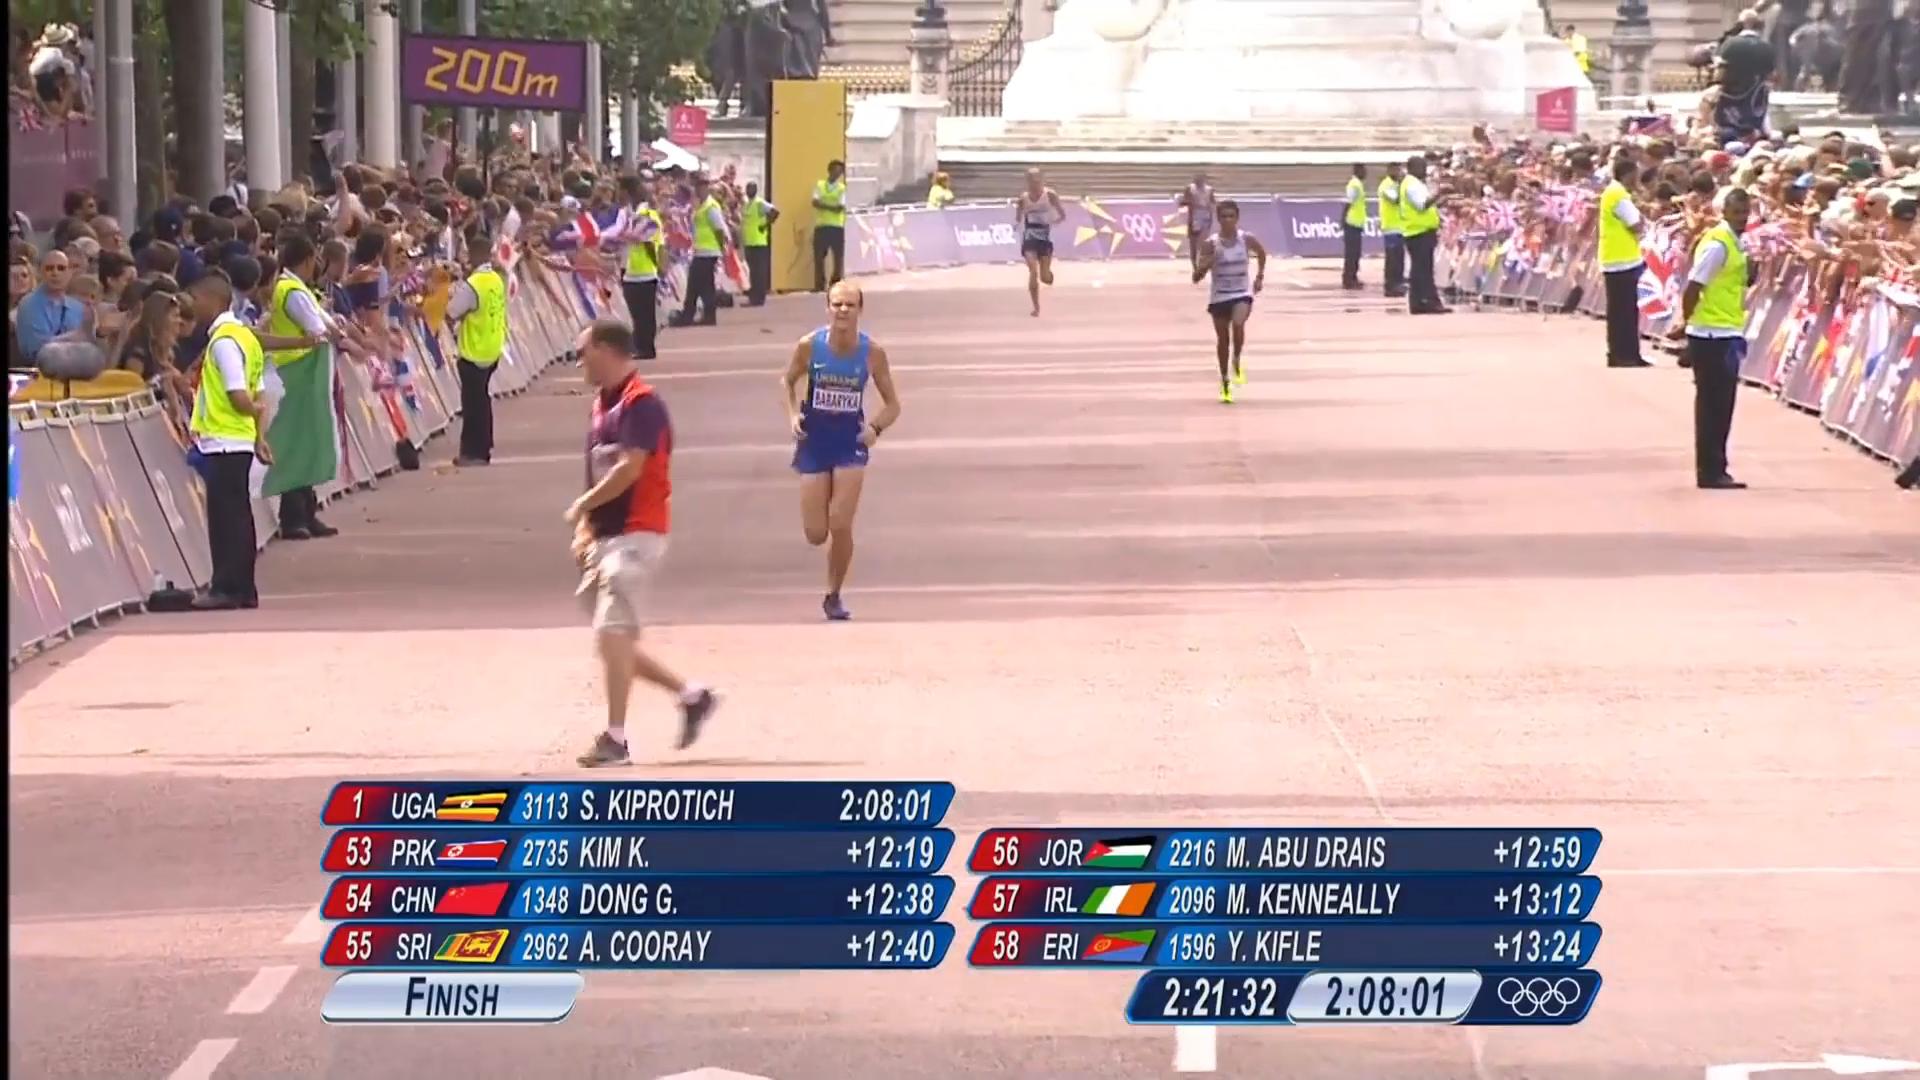 200m
London 2012
London 2012
UKRAINE
BABARYKA
1 UGA 3113 S. KIPROTICH 2:08:01
53 PRK 2735 KIM K. +12:19
54 CHN 1348 DONG G. +12:38
55 SRI 2962 A. COORAY +12:40
56 JOR 2216 M. ABU DRAIS +12:59
57 IRL 2096 M. KENNEALLY +13:12
58 ERI 1596 Y. KIFLE +13:24
FINISH
2:21:32 2:08:01